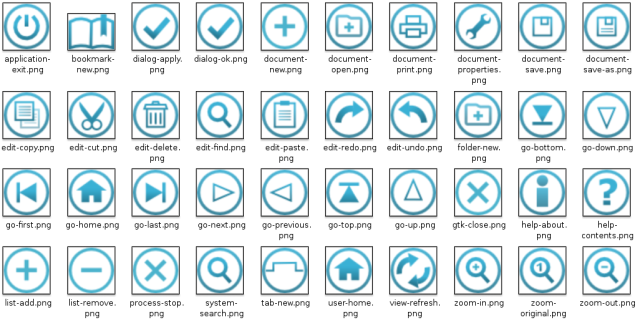 application-exit.png bookmark-new.png dialog-apply.png dialog-ok.png document-new.png document-open.png document-print.png document-properties.png document-save.png document-save-as.png
edit-copy.png edit-cut.png edit-delete.png edit-find.png edit-paste.png edit-redo.png edit-undo.png folder-new.png go-bottom.png go-down.png
go-first.png go-home.png go-last.png go-next.png go-previous.png go-top.png go-up.png gtk-close.png help-about.png help-contents.png
1
list-add.png list-remove.png process-stop.png system-search.png tab-new.png user-home.png view-refresh.png zoom-in.png zoom-original.png zoom-out.png